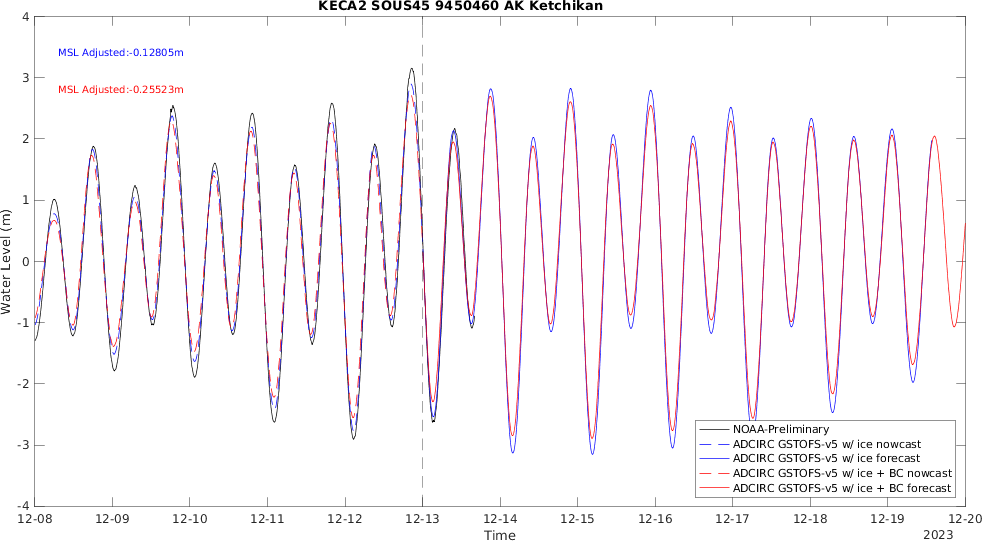 KECA2 SOUS45 9450460 AK Ketchikan
MSL Adjusted:-0.12805m
MSL Adjusted:-0.25523m
Water Level (m)
4
3
2
1
0
-1
-2
-3
-4
NOAA-Preliminary
ADCIRC GSTOFS-v5 w/ ice nowcast
ADCIRC GSTOFS-v5 w/ ice forecast
ADCIRC GSTOFS-v5 w/ ice + BC nowcast
ADCIRC GSTOFS-v5 w/ ice + BC forecast
12-08 12-09 12-10 12-11 12-12 12-13 12-14 12-15 12-16 12-17 12-18 12-19 12-20
Time
2023